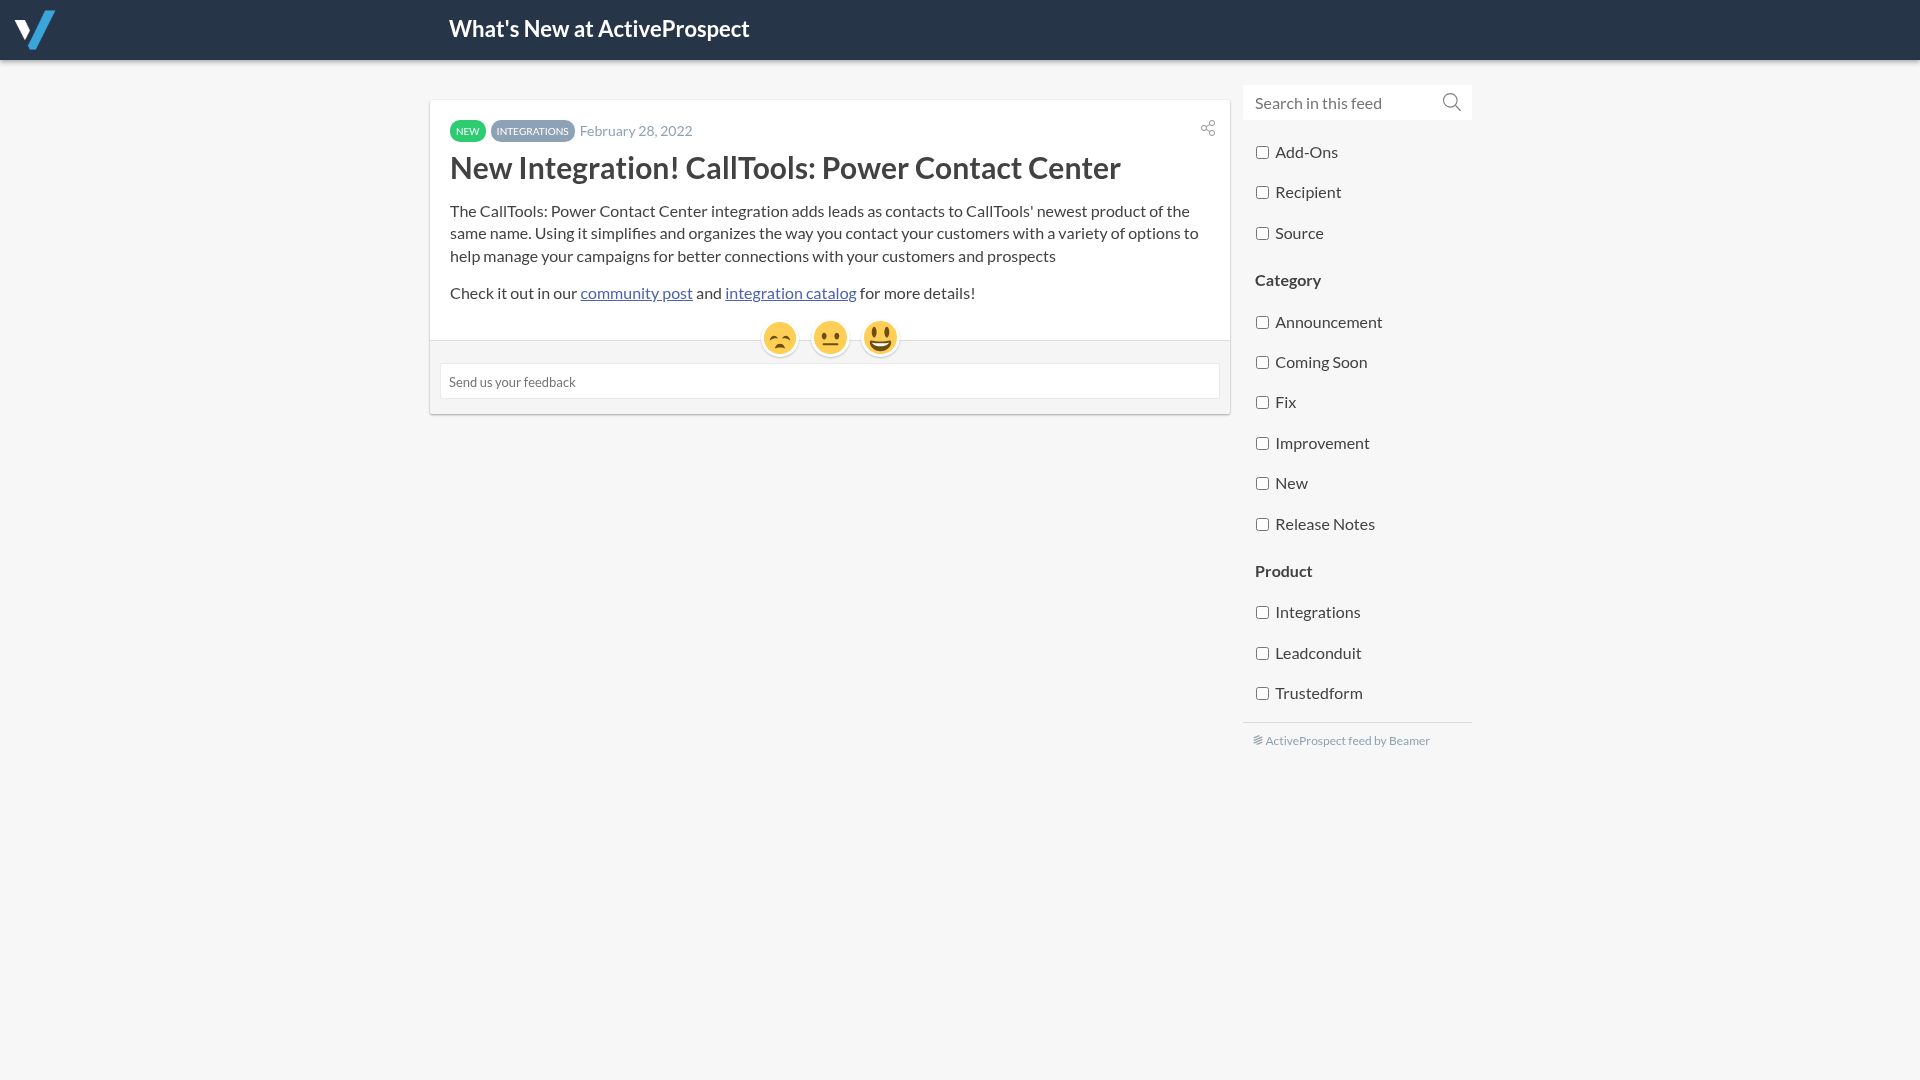 What's New at ActiveProspect
NEW INTEGRATIONS February 28, 2022
New Integration! CallTools: Power Contact Center
The CallTools: Power Contact Center integration adds leads as contacts to CallTools' newest product of the
same name. Using it simplifies and organizes the way you contact your customers with a variety of options to
help manage your campaigns for better connections with your customers and prospects
Check it out in our community post and integration catalog for more details!
Send us your feedback
Search in this feed
Add-Ons
Recipient
Source
Category
Announcement
Coming Soon
Fix
Improvement
New
Release Notes
Product
Integrations
Leadconduit
Trustedform
ActiveProspect feed by Beamer